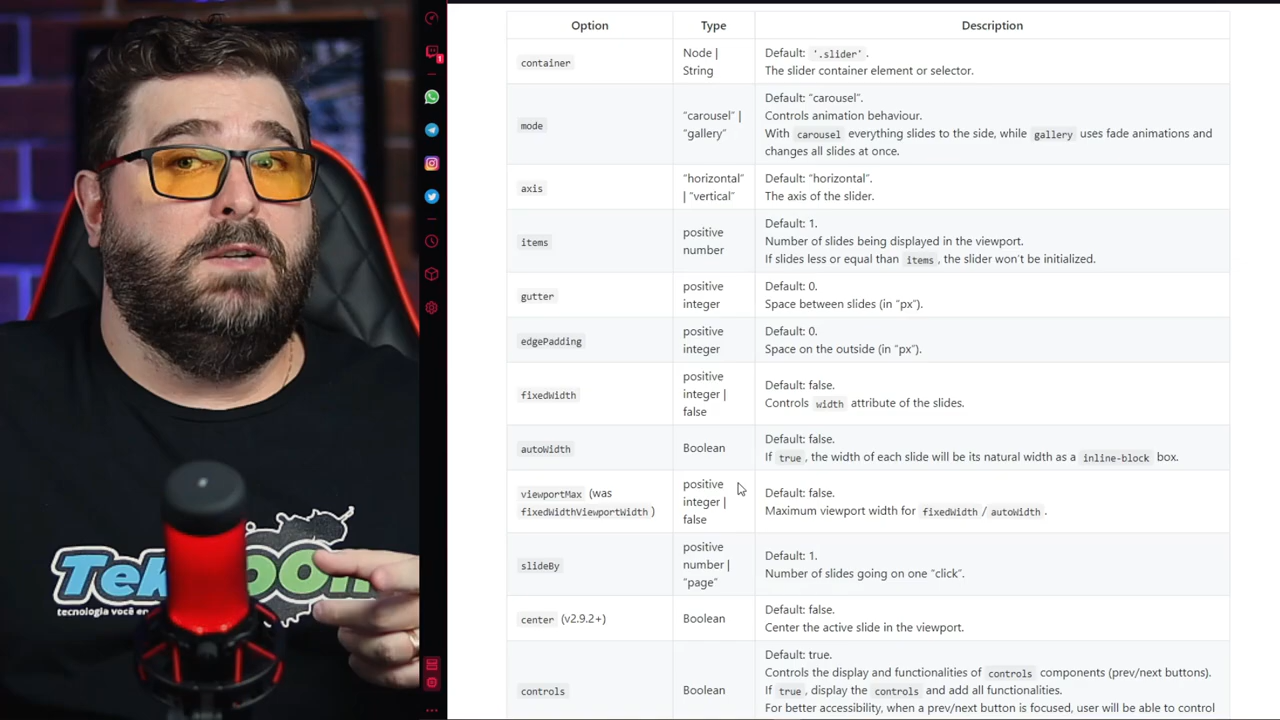 Option Type Description
container
Node |
String
Default: '.slider'.
The slider container element or selector.
mode
"carousel" |
"gallery"
Default: "carousel".
Controls animation behaviour.
With carousel everything slides to the side, while gallery uses fade animations and
changes all slides at once.
axis
"horizontal"
| "vertical"
Default: "horizontal".
The axis of the slider.
items
positive
number
Default: 1.
Number of slides being displayed in the viewport.
If slides less or equal than items, the slider won't be initialized.
gutter
positive
integer
Default: 0.
Space between slides (in "px").
edgePadding
positive
integer
Default: 0.
Space on the outside (in "px").
fixedWidth
positive
integer |
false
Default: false.
Controls width attribute of the slides.
autoWidth
Boolean
Default: false.
If true, the width of each slide will be its natural width as a inline-block box.
viewportMax (was
fixedWidthViewportWidth )
positive
integer |
false
Default: false.
Maximum viewport width for fixedWidth / autoWidth.
slideBy
positive
number |
"page"
Default: 1.
Number of slides going on one "click".
center (v2.9.2+)
Boolean
Default: false.
Center the active slide in the viewport.
controls
Boolean
Default: true.
Controls the display and functionalities of controls components (prev/next buttons).
If true, display the controls and add all functionalities.
For better accessibility, when a prev/next button is focused, user will be able to control
1
tecnologia você en